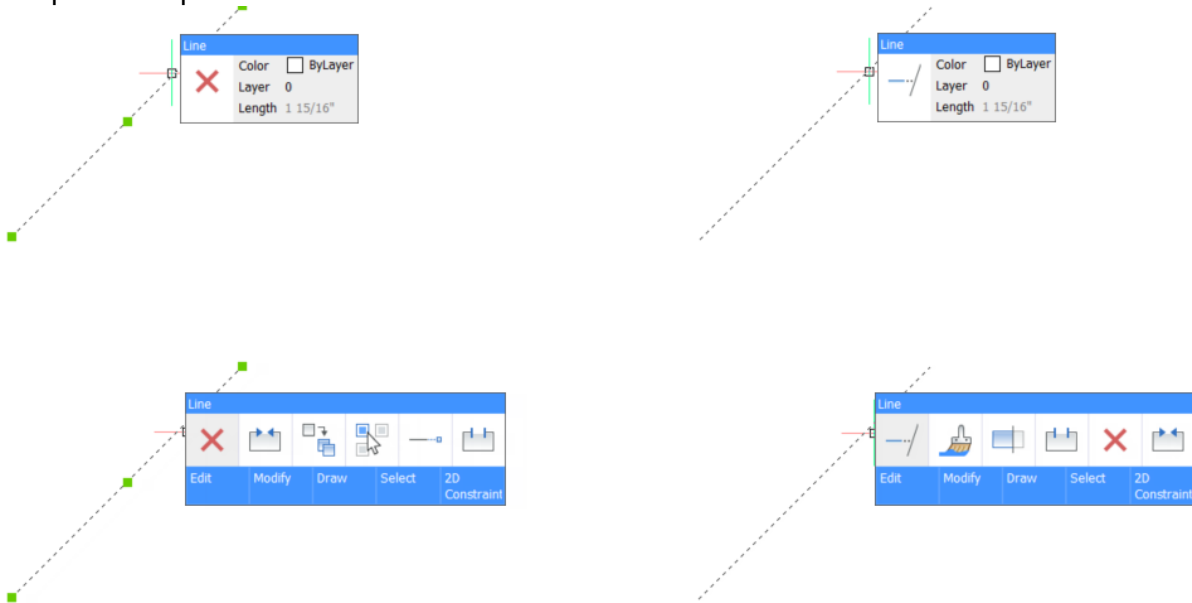 Line
Color ByLayer
Layer 0
Length 1 15/16"
Line
Color ByLayer
Layer 0
Length 1 15/16"
Line
Edit Modify Draw Select 2D Constraint
Line
Edit Modify Draw Select 2D Constraint